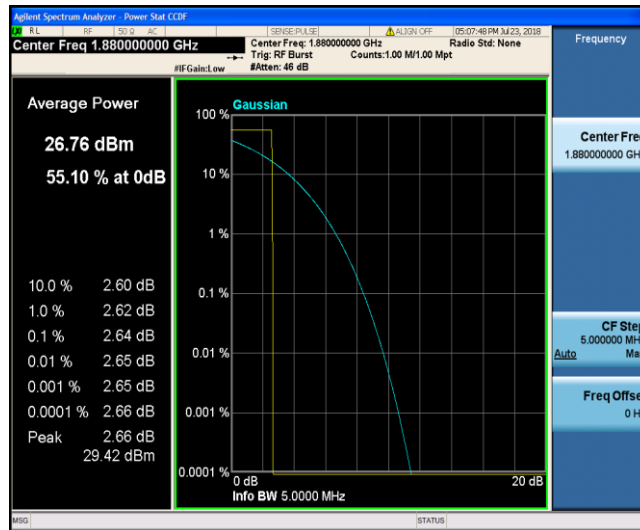 Agilent Spectrum Analyzer - Power Stat CCDF
RL RF 50 Ω AC SENSE:PULSE ALIGN OFF 05:07:48 PM Jul 23, 2018
Center Freq 1.880000000 GHz Center Freq: 1.880000000 GHz Radio Std: None
Trig: RF Burst Counts:1.00 M/1.00 Mpt
#IFGain:Low #Atten: 46 dB
Frequency
Average Power
26.76 dBm
55.10 % at 0dB
10.0 % 2.60 dB
1.0 % 2.62 dB
0.1 % 2.64 dB
0.01 % 2.65 dB
0.001 % 2.65 dB
0.0001 % 2.66 dB
Peak 2.66 dB
29.42 dBm
Gaussian
100 %
10 %
1 %
0.1 %
0.01 %
0.001 %
0.0001 %
0 dB 20 dB
Info BW 5.0000 MHz
Center Fre
1.880000000 GH
CF Step
5.000000 MH
Auto Ma
Freq Offse
0 H
MSG STATUS